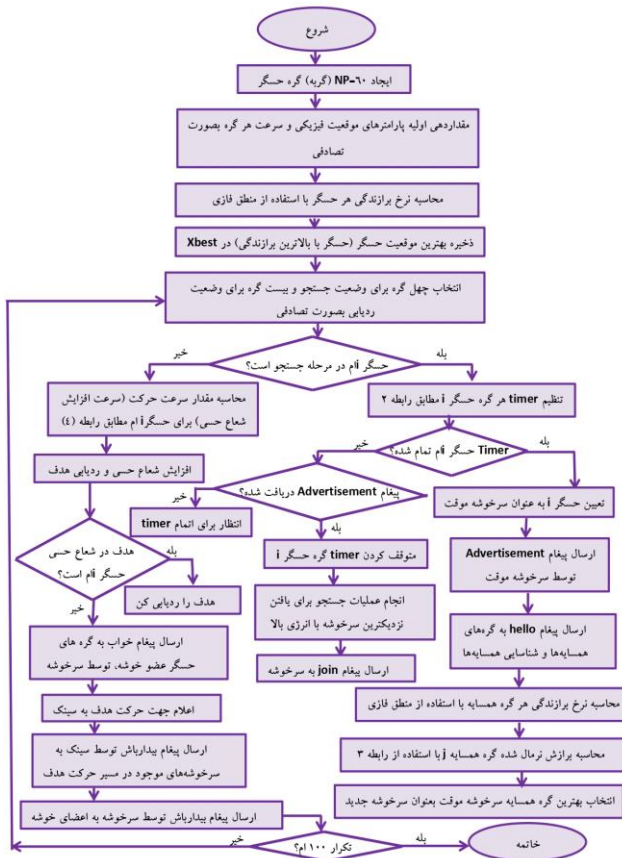 شروع
ایجاد NP=٦٠ (گربه) گره حسگر
مقداردهی اولیه پارامترهای موقعیت فیزیکی و سرعت هر گره بصورت
تصادفی
محاسبه نرخ برازندگی هر حسگر با استفاده از منطق فازی
ذخیره بهترین موقعیت حسگر (حسگر با بالاترین برازندگی) در Xbest
انتخاب چهل گره برای وضعیت جستجو و بیست گره برای وضعیت
ردیابی بصورت تصادفی
حسگر iام در مرحله جستجو است؟
بله
خیر
تنظیم timer هر گره حسگر i مطابق رابطه ٢
Timer حسگر iام تمام شده؟
بله
خیر
تعیین حسگر i به عنوان سرخوشه موقت
ارسال پیغام Advertisement
توسط سرخوشه موقت
ارسال پیغام hello به گره‌های
همسایه‌ها و شناسایی همسایه‌ها
محاسبه نرخ برازندگی هر گره همسایه با استفاده از منطق فازی
محاسبه برازش نرمال شده گره همسایه j با استفاده از رابطه ٣
انتخاب بهترین گره همسایه سرخوشه موقت بعنوان سرخوشه جدید
پیغام Advertisement دریافت شده؟
خیر
بله
انتظار برای اتمام timer
متوقف کردن timer گره حسگر i
انجام عملیات جستجو برای یافتن
نزدیکترین سرخوشه با انرژی بالا
ارسال پیغام join به سرخوشه
محاسبه مقدار سرعت حرکت (سرعت افزایش
شعاع حسی) برای حسگرi ام مطابق رابطه (٤)
افزایش شعاع حسی و ردیابی هدف
هدف در شعاع حسی
حسگر iام است؟
بله
خیر
هدف را ردیابی کن
ارسال پیغام خواب به گره های
حسگر عضو خوشه، توسط سرخوشه
اعلام جهت حرکت هدف به سینک
ارسال پیغام بیدارباش توسط سینک به
سرخوشه‌های موجود در مسیر حرکت هدف
ارسال پیغام بیدارباش توسط سرخوشه به اعضای خوشه
تکرار ١٠٠ ام؟
بله
خیر
خاتمه